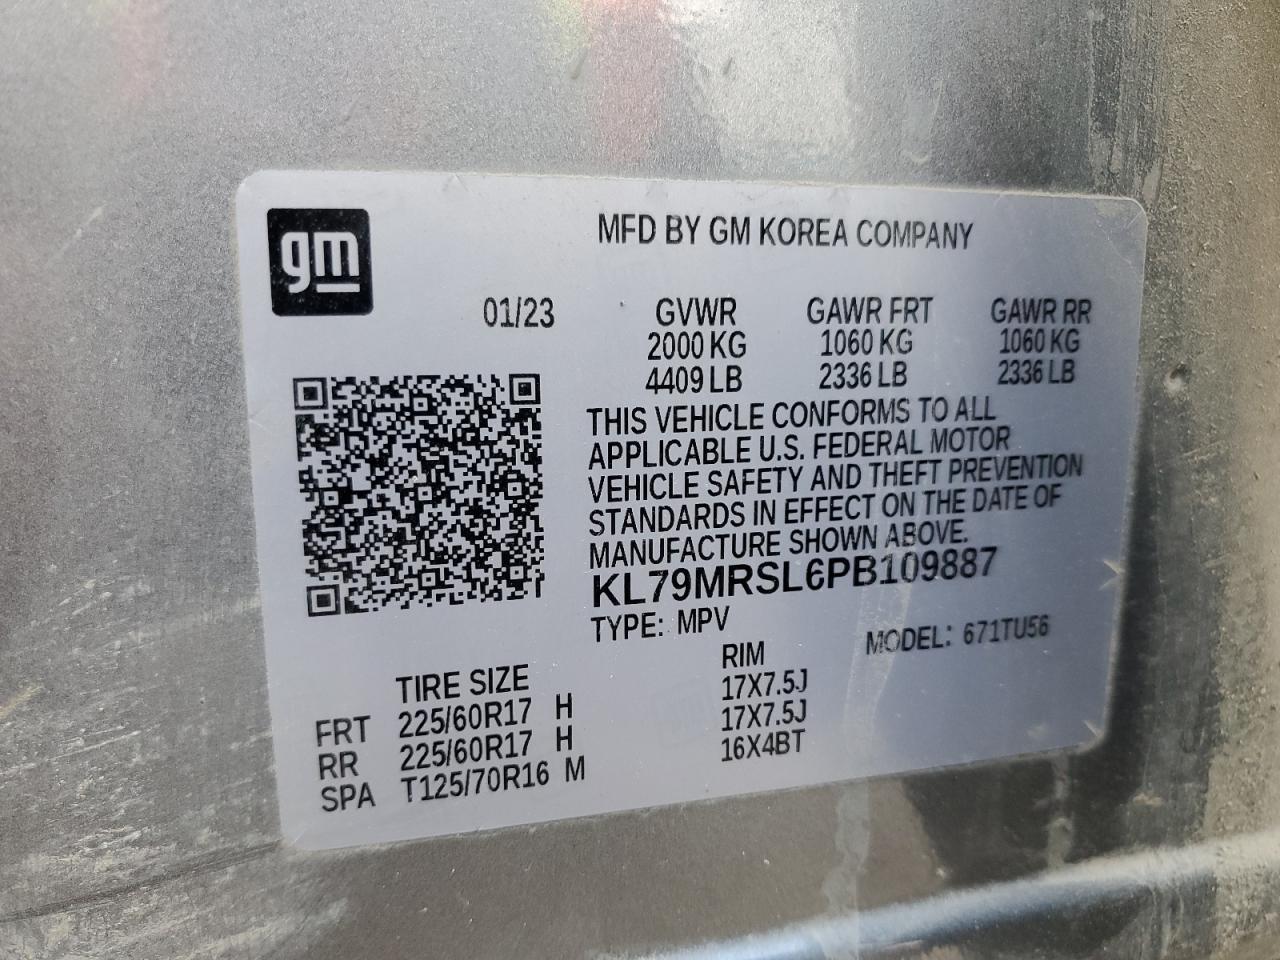 gm
MFD BY GM KOREA COMPANY
01/23 GVWR GAWR FRT GAWR RR
2000 KG 1060 KG 1060 KG
4409 LB 2336 LB 2336 LB
THIS VEHICLE CONFORMS TO ALL
APPLICABLE U.S. FEDERAL MOTOR
VEHICLE SAFETY AND THEFT PREVENTION
STANDARDS IN EFFECT ON THE DATE OF
MANUFACTURE SHOWN ABOVE.
KL79MRSL6PB109887
TYPE: MPV MODEL: 671TU56
TIRE SIZE RIM
FRT 225/60R17 H 17X7.5J
RR 225/60R17 H 17X7.5J
SPA T125/70R16 M 16X4BT